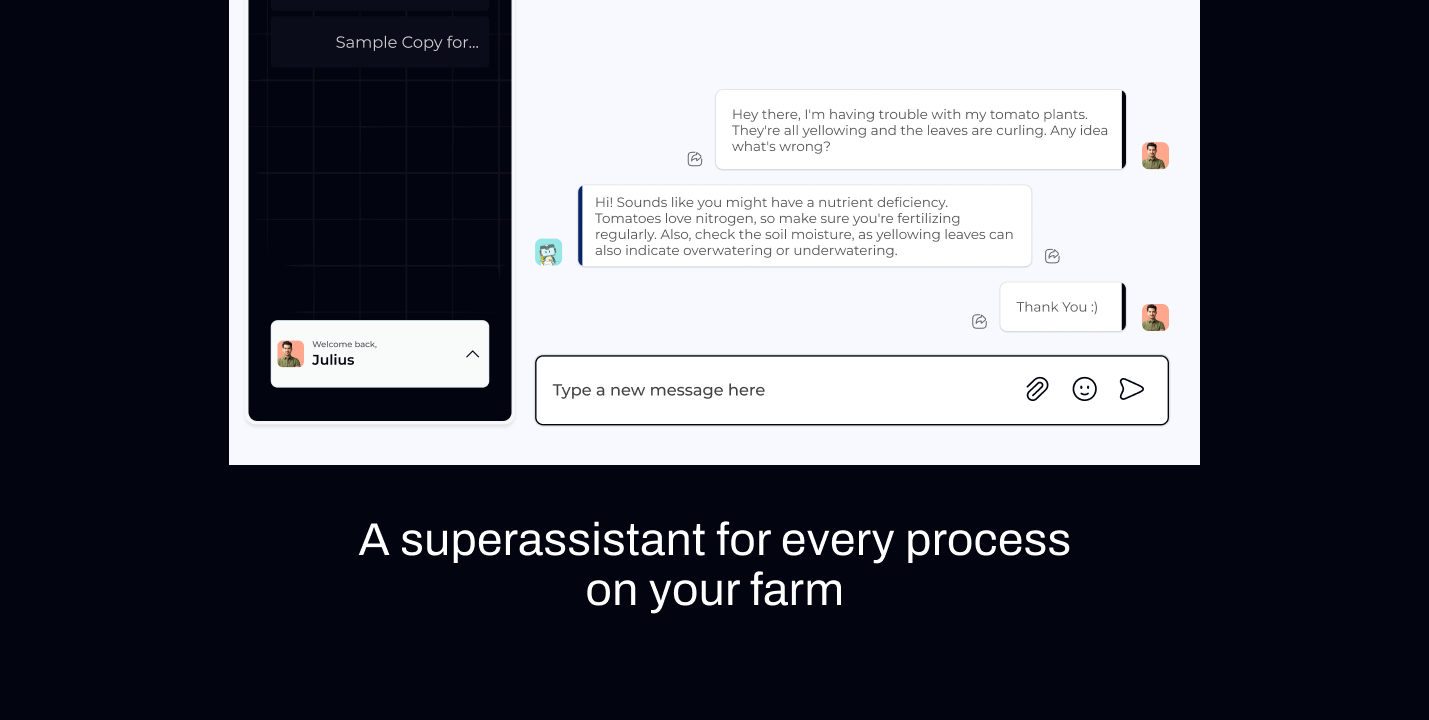 Sample Copy for...
Hey there, I'm having trouble with my tomato plants.
They're all yellowing and the leaves are curling. Any idea
what's wrong?
Hi! Sounds like you might have a nutrient deficiency.
Tomatoes love nitrogen, so make sure you're fertilizing
regularly. Also, check the soil moisture, as yellowing leaves can
also indicate overwatering or underwatering.
Thank You :)
Welcome back,
Julius
Type a new message here
A superassistant for every process
on your farm